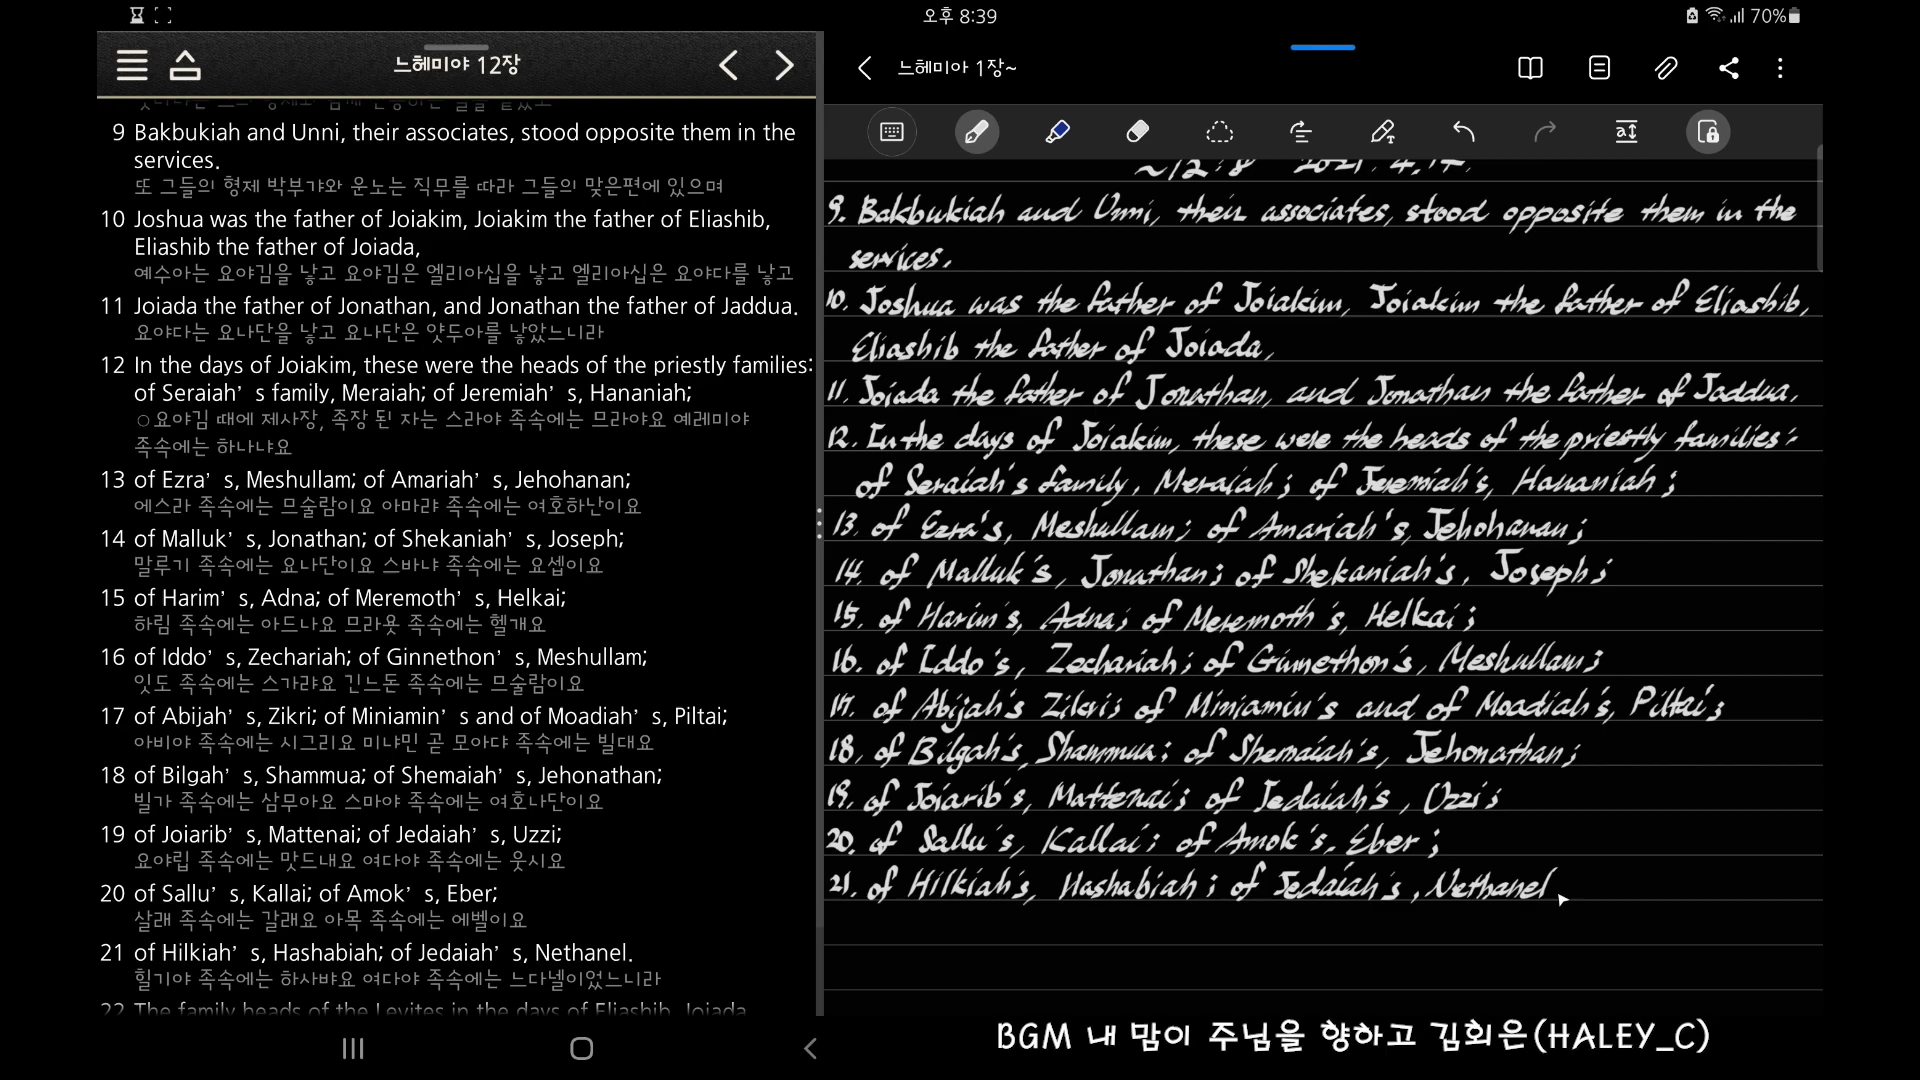 오후 8:39
70%
느헤미야 12장
9 Bakbukiah and Unni, their associates, stood opposite them in the
services.
또 그들의 형제 박부갸와 운노는 직무를 따라 그들의 맞은편에 있으며
10 Joshua was the father of Joiakim, Joiakim the father of Eliashib,
Eliashib the father of Joiada,
예수아는 요야김을 낳고 요야김은 엘리아십을 낳고 엘리아십은 요야다를 낳고
11 Joiada the father of Jonathan, and Jonathan the father of Jaddua.
요야다는 요나단을 낳고 요나단은 얏두아를 낳았느니라
12 In the days of Joiakim, these were the heads of the priestly families:
of Seraiah’s family, Meraiah; of Jeremiah’s, Hananiah;
○요야김 때에 제사장, 족장 된 자는 스라야 족속에는 므라야요 예레미야
족속에는 하나냐요
13 of Ezra’s, Meshullam; of Amariah’s, Jehohanan;
에스라 족속에는 므술람이요 아마랴 족속에는 여호하난이요
14 of Malluk’s, Jonathan; of Shekaniah’s, Joseph;
말루기 족속에는 요나단이요 스바냐 족속에는 요셉이요
15 of Harim’s, Adna; of Meremoth’s, Helkai;
하림 족속에는 아드나요 므라욧 족속에는 헬개요
16 of Iddo’s, Zechariah; of Ginnethon’s, Meshullam;
잇도 족속에는 스가랴요 긴느돈 족속에는 므술람이요
17 of Abijah’s, Zikri; of Miniamin’s and of Moadiah’s, Piltai;
아비야 족속에는 시그리요 미냐민 곧 모아댜 족속에는 빌대요
18 of Bilgah’s, Shammua; of Shemaiah’s, Jehonathan;
빌가 족속에는 삼무아요 스마야 족속에는 여호나단이요
19 of Joiarib’s, Mattenai; of Jedaiah’s, Uzzi;
요야립 족속에는 맛드내요 여다야 족속에는 웃시요
20 of Sallu’s, Kallai; of Amok’s, Eber;
살래 족속에는 갈래요 아목 족속에는 에벨이요
21 of Hilkiah’s, Hashabiah; of Jedaiah’s, Nethanel.
힐기야 족속에는 하사뱌요 여다야 족속에는 느다넬이었느니라
22 The family heads of the Levites in the days of Eliashib, Joiada
느헤미야 1장~
~12:8 2021. 4. 14.
9. Bakbukiah and Unni, their associates, stood opposite them in the
services.
10. Joshua was the father of Joiakim, Joiakim the father of Eliashib,
Eliashib the father of Joiada,
11. Joiada the father of Jonathan, and Jonathan the father of Jaddua.
12. In the days of Joiakim, these were the heads of the priestly families:
of Seraiah's family, Meraiah; of Jeremiah's, Hananiah;
13. of Ezra's, Meshullam; of Amariah's, Jehohanan;
14. of Malluk's, Jonathan; of Shekaniah's, Joseph;
15. of Harim's, Adna; of Meremoth's, Helkai;
16. of Iddo's, Zechariah; of Ginnethon's, Meshullam;
17. of Abijah's Zikri; of Miniamin's and of Moadiah's, Piltai;
18. of Bilgah's, Shammua; of Shemaiah's, Jehonathan;
19. of Joiarib's, Mattenai; of Jedaiah's, Uzzi;
20. of Sallu's, Kallai; of Amok's. Eber;
21. of Hilkiah's, Hashabiah; of Jedaiah's, Nethanel
BGM 내 맘이 주님을 향하고 김회은(HALEY_C)